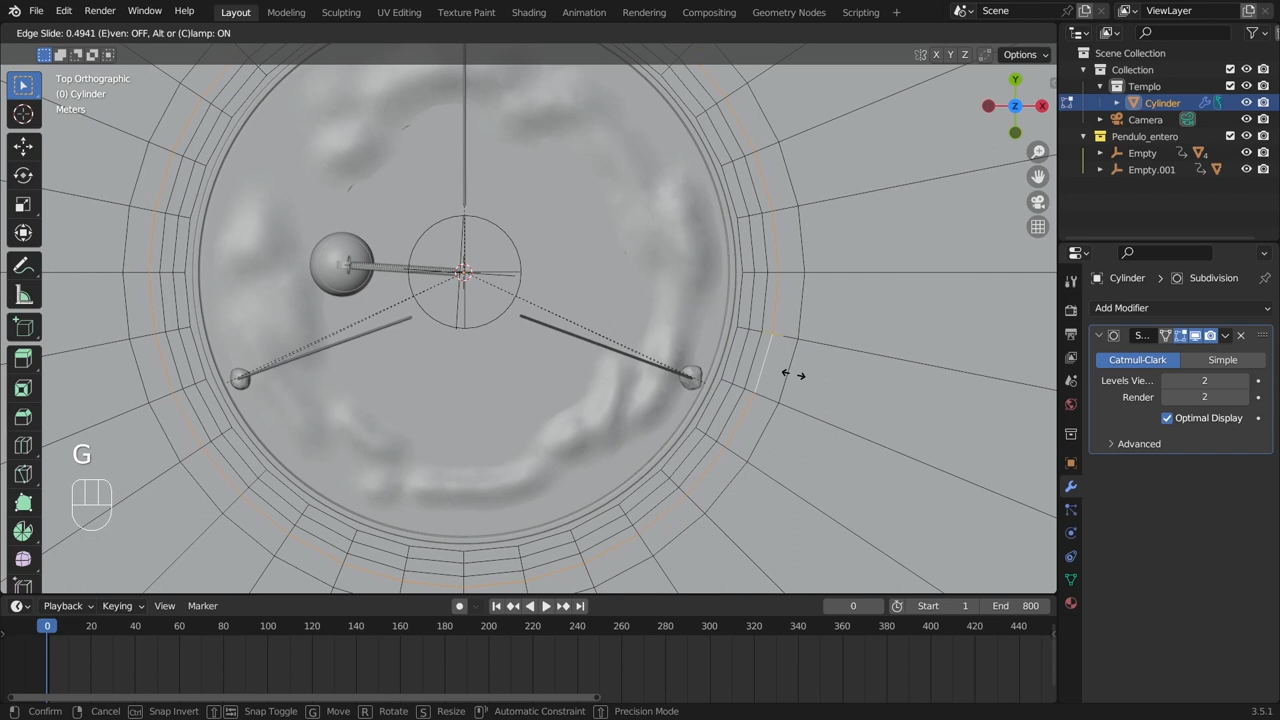 File Edit Render Window Help Layout Modeling Sculpting UV Editing Texture Paint Shading Animation Rendering Compositing Geometry Nodes Scripting + Scene ViewLayer
Edge Slide: 0.4941 (E)ven: OFF, Alt or (C)lamp: ON
X Y Z Options
Top Orthographic
(0) Cylinder
Meters
Y
Z X
G
Scene Collection
Collection
Templo
Cylinder
Camera
Pendulo_entero
Empty 4
Empty.001
Cylinder > Subdivision
Add Modifier
S...
Catmull-Clark Simple
Levels Vie... 2
Render 2
Optimal Display
Advanced
Playback Keying View Marker 0 Start 1 End 800
0 20 40 60 80 100 120 140 160 180 200 220 240 260 280 300 320 340 360 380 400 420 440
Confirm Cancel Ctrl Snap Invert Snap Toggle G Move R Rotate S Resize Automatic Constraint Precision Mode 3.5.1